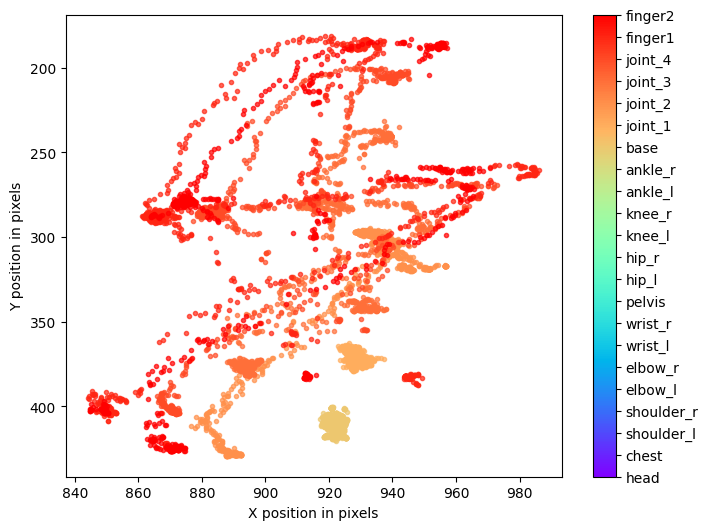 200
250
300
350
400
Y position in pixels
840 860 880 900 920 940 960 980
X position in pixels
finger2
finger1
joint_4
joint_3
joint_2
joint_1
base
ankle_r
ankle_l
knee_r
knee_l
hip_r
hip_l
pelvis
wrist_r
wrist_l
elbow_r
elbow_l
shoulder_r
shoulder_l
chest
head